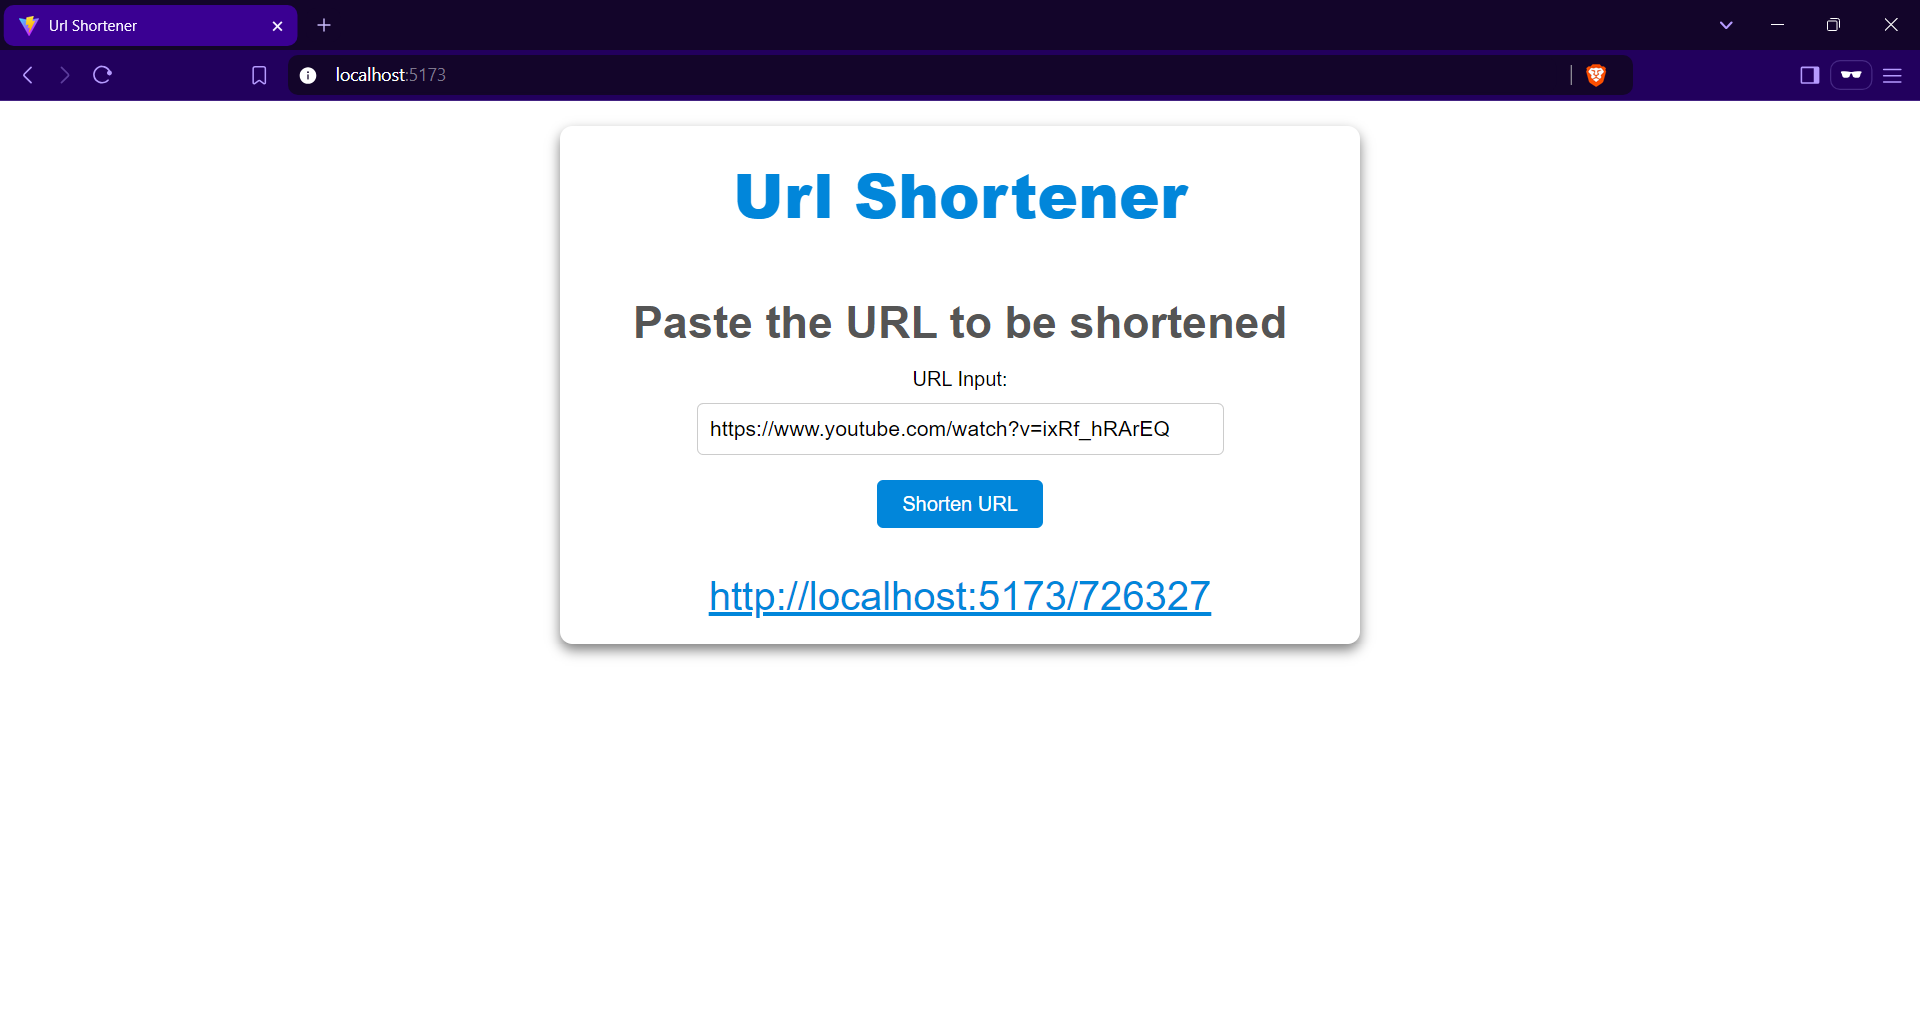 Url Shortener
localhost:5173
Url Shortener
Paste the URL to be shortened
URL Input:
https://www.youtube.com/watch?v=ixRf_hRArEQ
Shorten URL
http://localhost:5173/726327